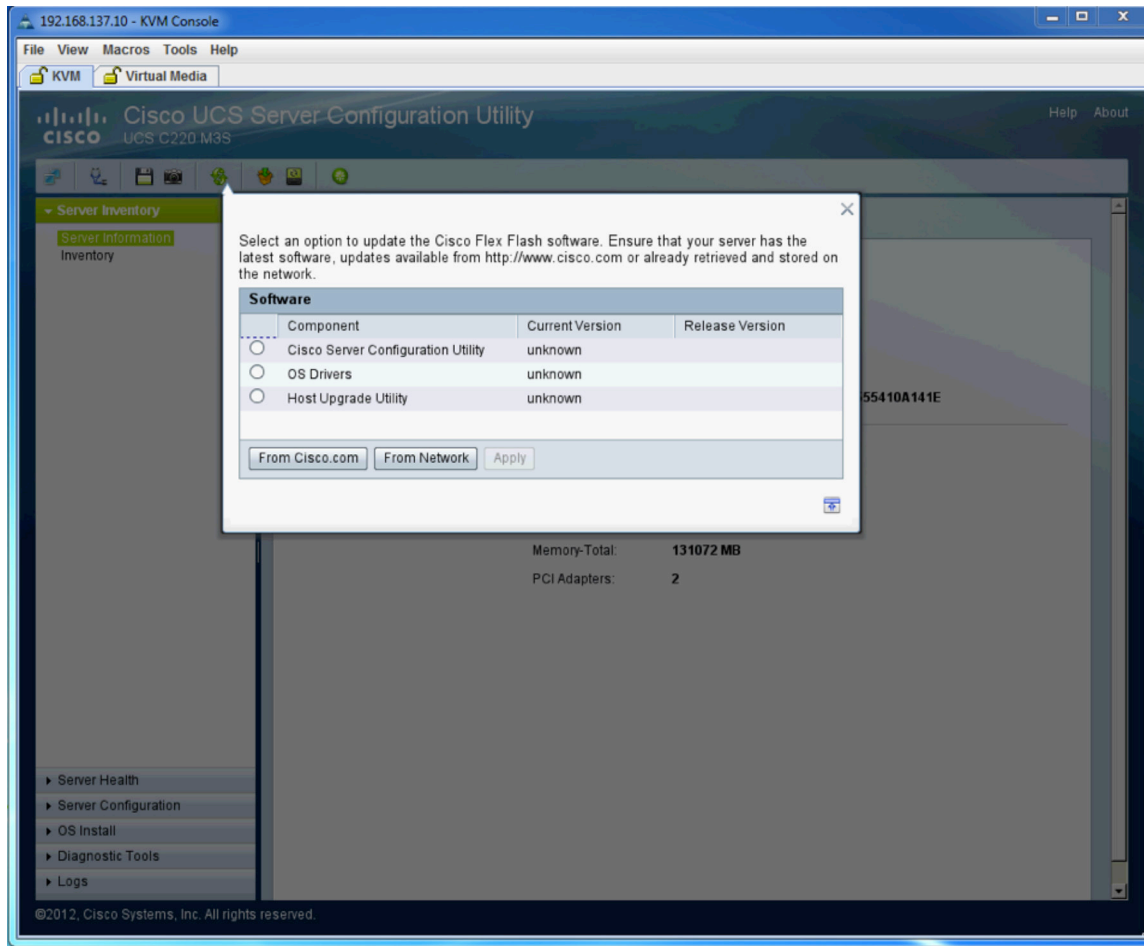 192.168.137.10 - KVM Console
File View Macros Tools Help
KVM Virtual Media
CISCO Cisco UCS Server Configuration Utility
UCS C220 M3S
Help About
Server Inventory
Server Information
Inventory
Select an option to update the Cisco Flex Flash software. Ensure that your server has the
latest software, updates available from http://www.cisco.com or already retrieved and stored on
the network.
Software
Component Current Version Release Version
Cisco Server Configuration Utility unknown
OS Drivers unknown
Host Upgrade Utility unknown
55410A141E
From Cisco.com From Network Apply
Memory-Total: 131072 MB
PCI Adapters: 2
Server Health
Server Configuration
OS Install
Diagnostic Tools
Logs
©2012, Cisco Systems, Inc. All rights reserved.